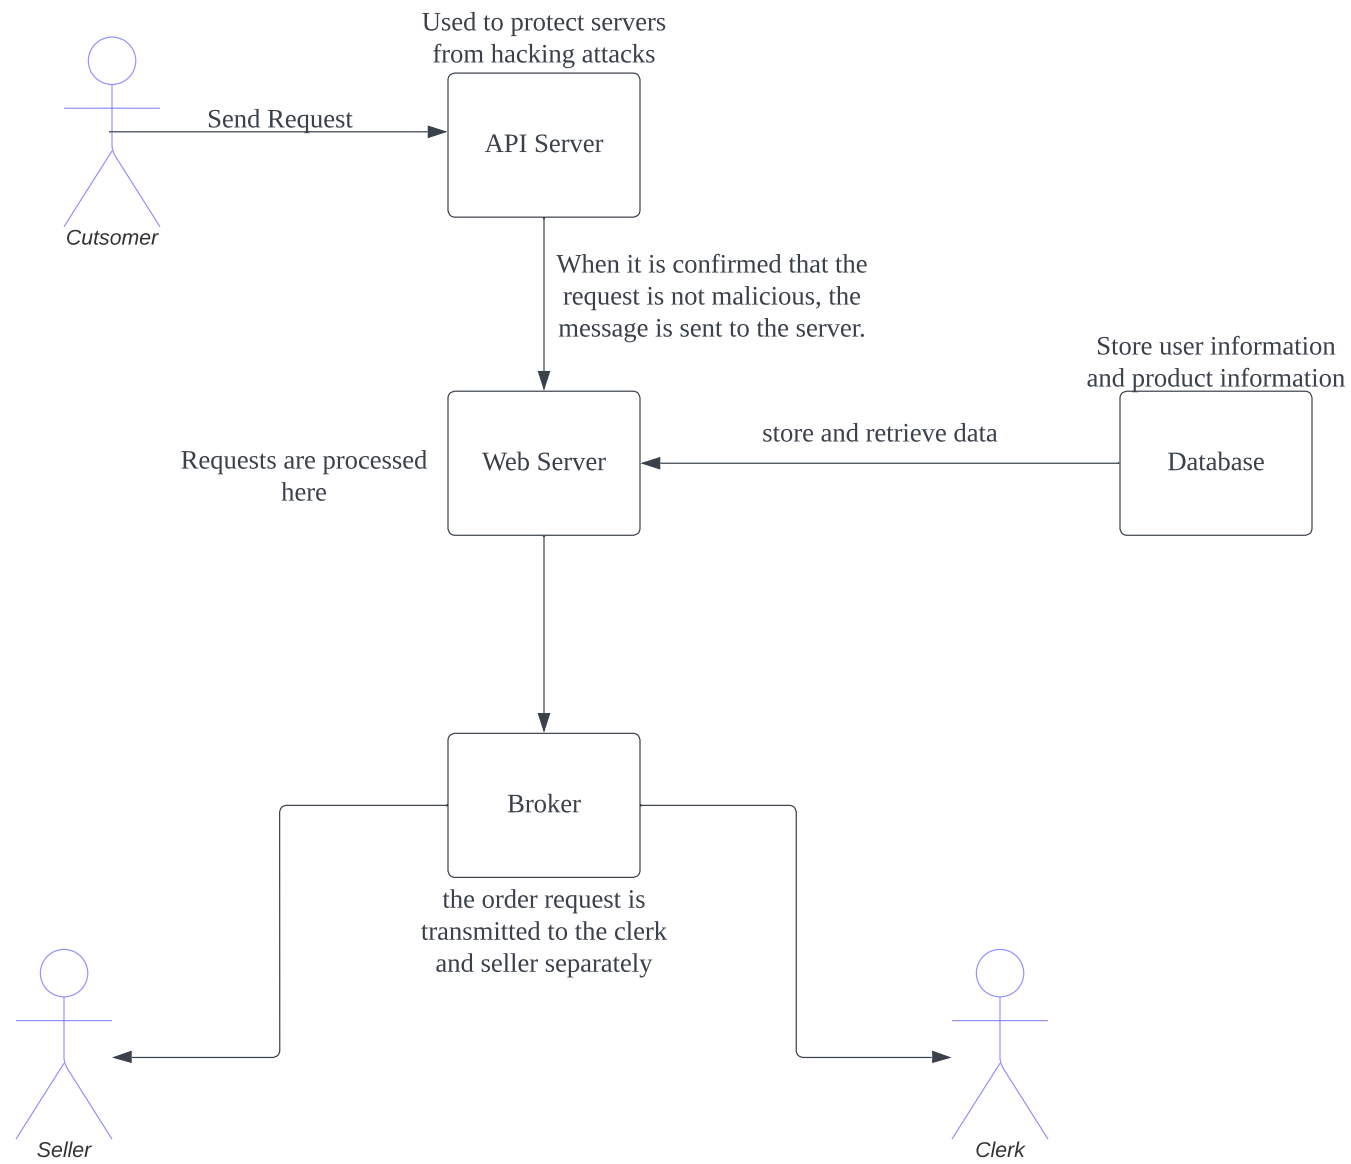 Used to protect servers
from hacking attacks
Send Request
API Server
Cutsomer
When it is confirmed that the
request is not malicious, the
message is sent to the server.
Store user information
and product information
store and retrieve data
Requests are processed
here
Web Server
Database
Broker
the order request is
transmitted to the clerk
and seller separately
Seller
Clerk